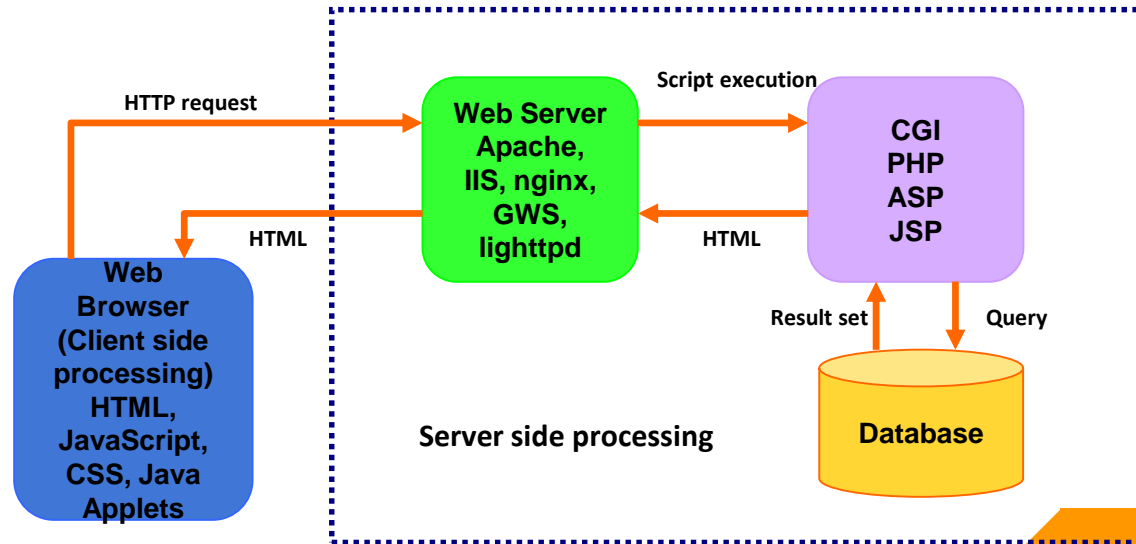 HTTP request
Script execution
Web Server
Apache,
IIS, nginx,
GWS,
lighttpd
CGI
PHP
ASP
JSP
HTML
HTML
Web
Browser
(Client side
processing)
HTML,
JavaScript,
CSS, Java
Applets
Result set
Query
Server side processing
Database